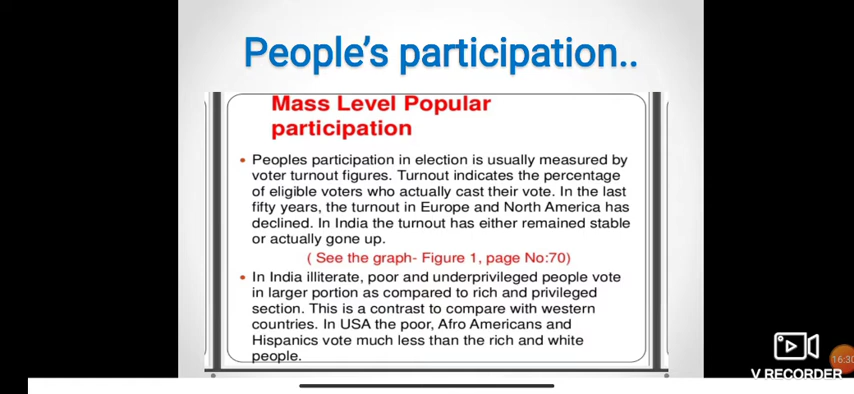 People's participation..
Mass Level Popular
participation
• Peoples participation in election is usually measured by
voter turnout figures. Turnout indicates the percentage
of eligible voters who actually cast their vote. In the last
fifty years, the turnout in Europe and North America has
declined. In India the turnout has either remained stable
or actually gone up.
( See the graph- Figure 1, page No:70)
• In India illiterate, poor and underprivileged people vote
in larger portion as compared to rich and privileged
section. This is a contrast to compare with western
countries. In USA the poor, Afro Americans and
Hispanics vote much less than the rich and white
people.
16:30
V RECORDER